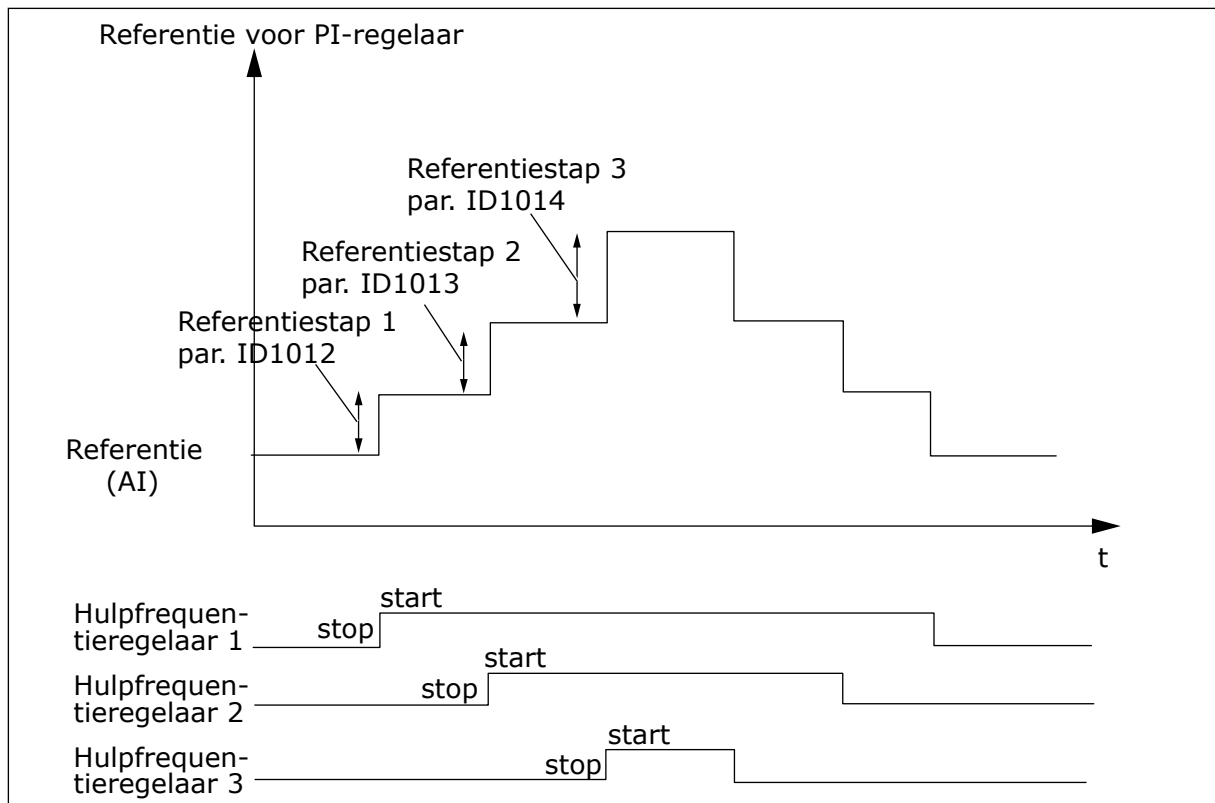 Referentie voor PI-regelaar
Referentiestap 3
par. ID1014
Referentiestap 2
par. ID1013
Referentiestap 1
par. ID1012
Referentie
(AI)
t
Hulpfrequen-
tieregelaar 1
stop
start
Hulpfrequen-
tieregelaar 2
stop
start
Hulpfrequen-
tieregelaar 3
stop
start